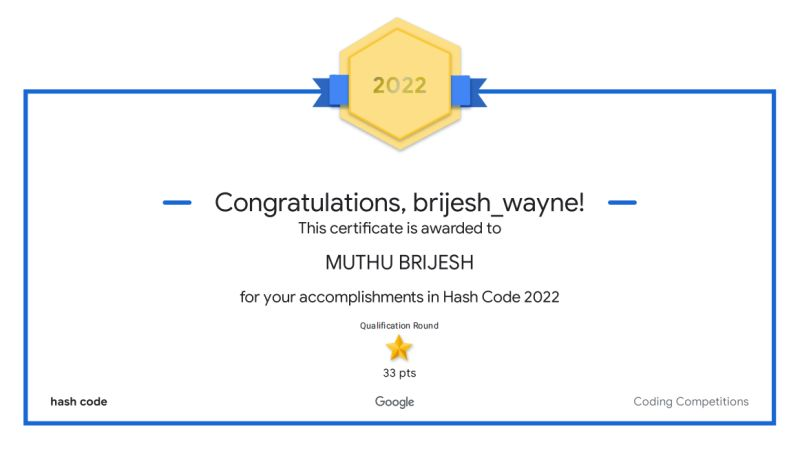 2022
Congratulations, brijesh_wayne!
This certificate is awarded to
MUTHU BRIJESH
for your accomplishments in Hash Code 2022
Qualification Round
33 pts
hash code
Google
Coding Competitions